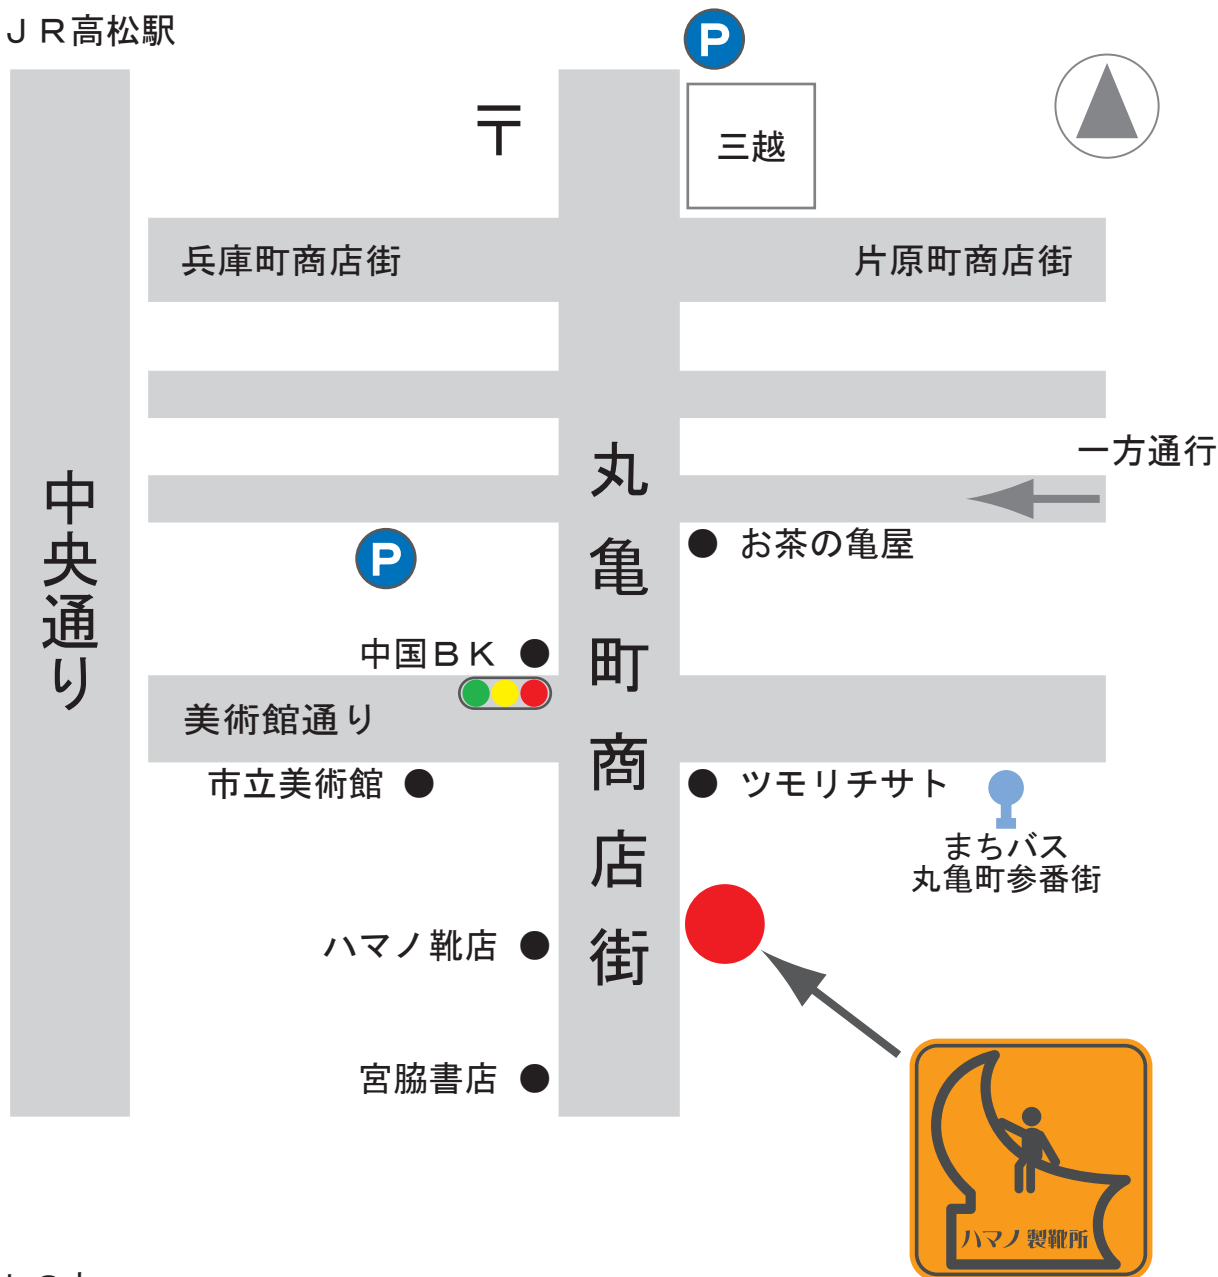 ＪＲ高松駅
P
〒
三越
兵庫町商店街
片原町商店街
一方通行
中央通り
丸亀町商店街
お茶の亀屋
P
中国ＢＫ
美術館通り
市立美術館
ツモリチサト
まちバス
丸亀町参番街
ハマノ靴店
宮脇書店
ハマノ製靴所